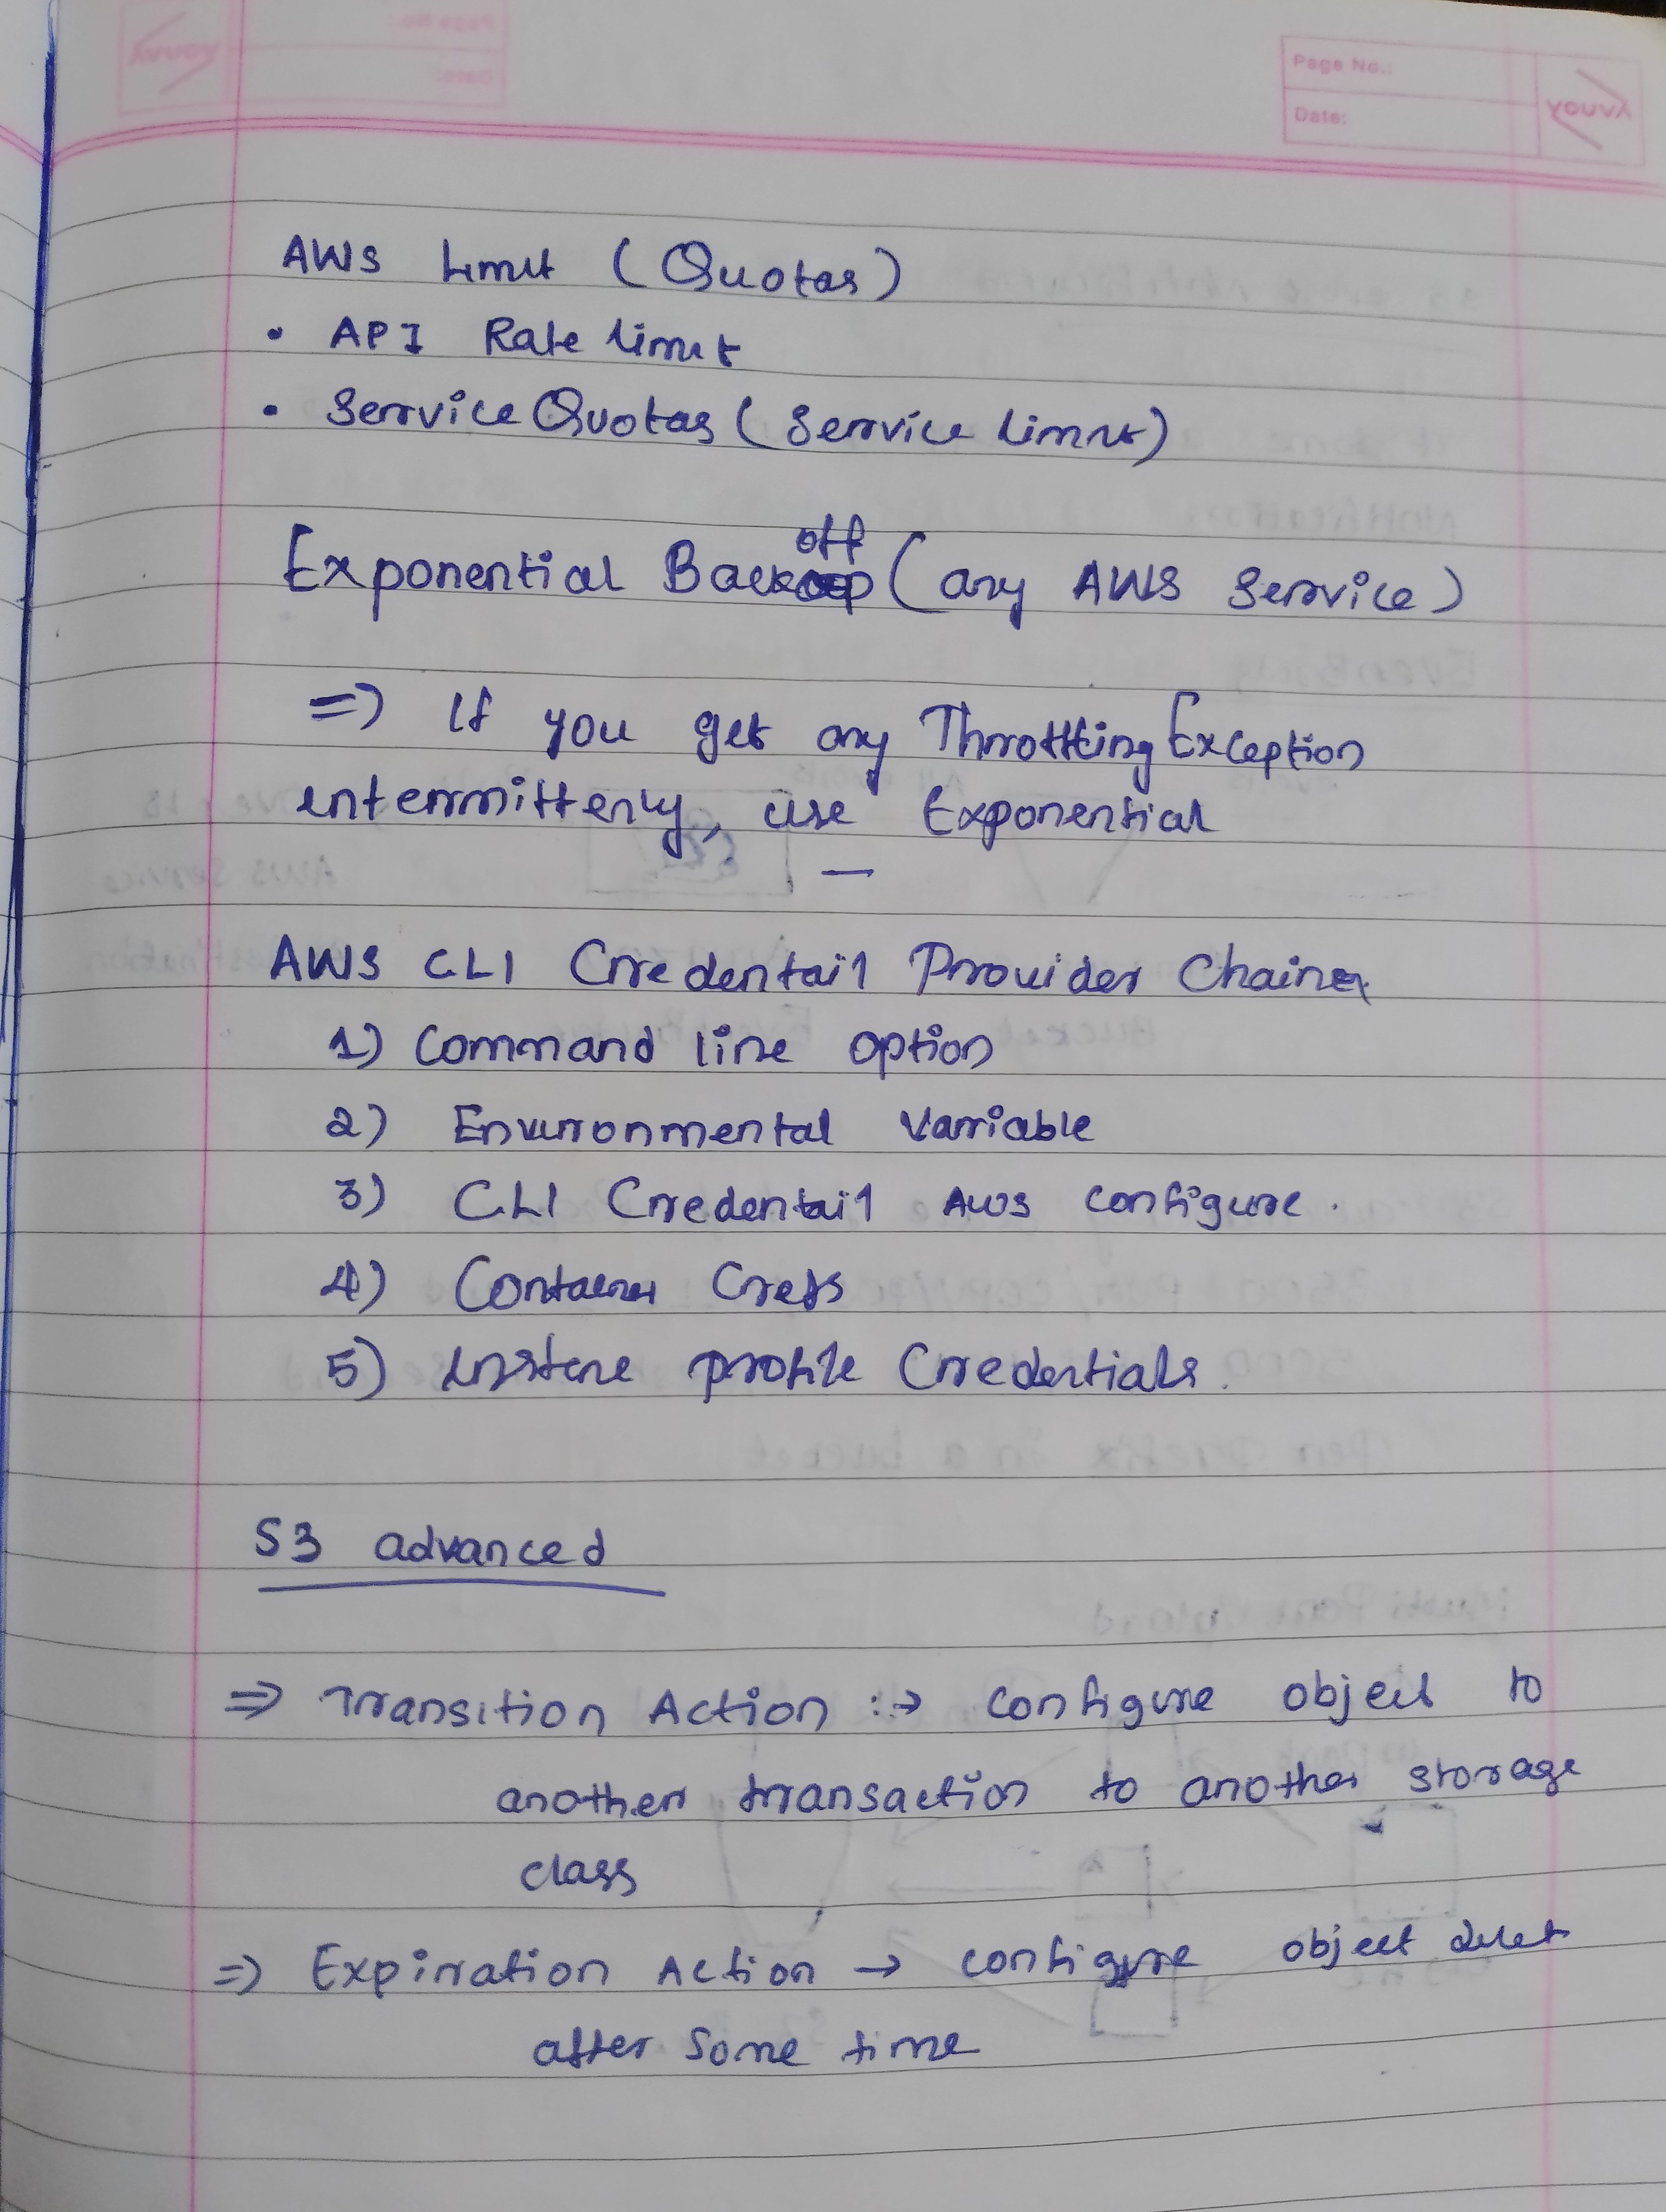 Page No.:
Date:
youvA
AWS Limit (Quotas)
• API Rate limit
• Service Quotas (Service Limit)
Exponential Backoff (any AWS Service)
=> If you get any Throttling Exception
intermittenly, use Exponential
—
AWS CLI Credentail Provider Chain
1) Command line option
2) Environmental Variable
3) CLI Credentail AWS configure.
4) Container Creds
5) Instance profile Credentials.
S3 advanced
=> Transition Action :→ configure object to
another transaction to another storage
class
=> Expiration Action → configure object delet
after some time